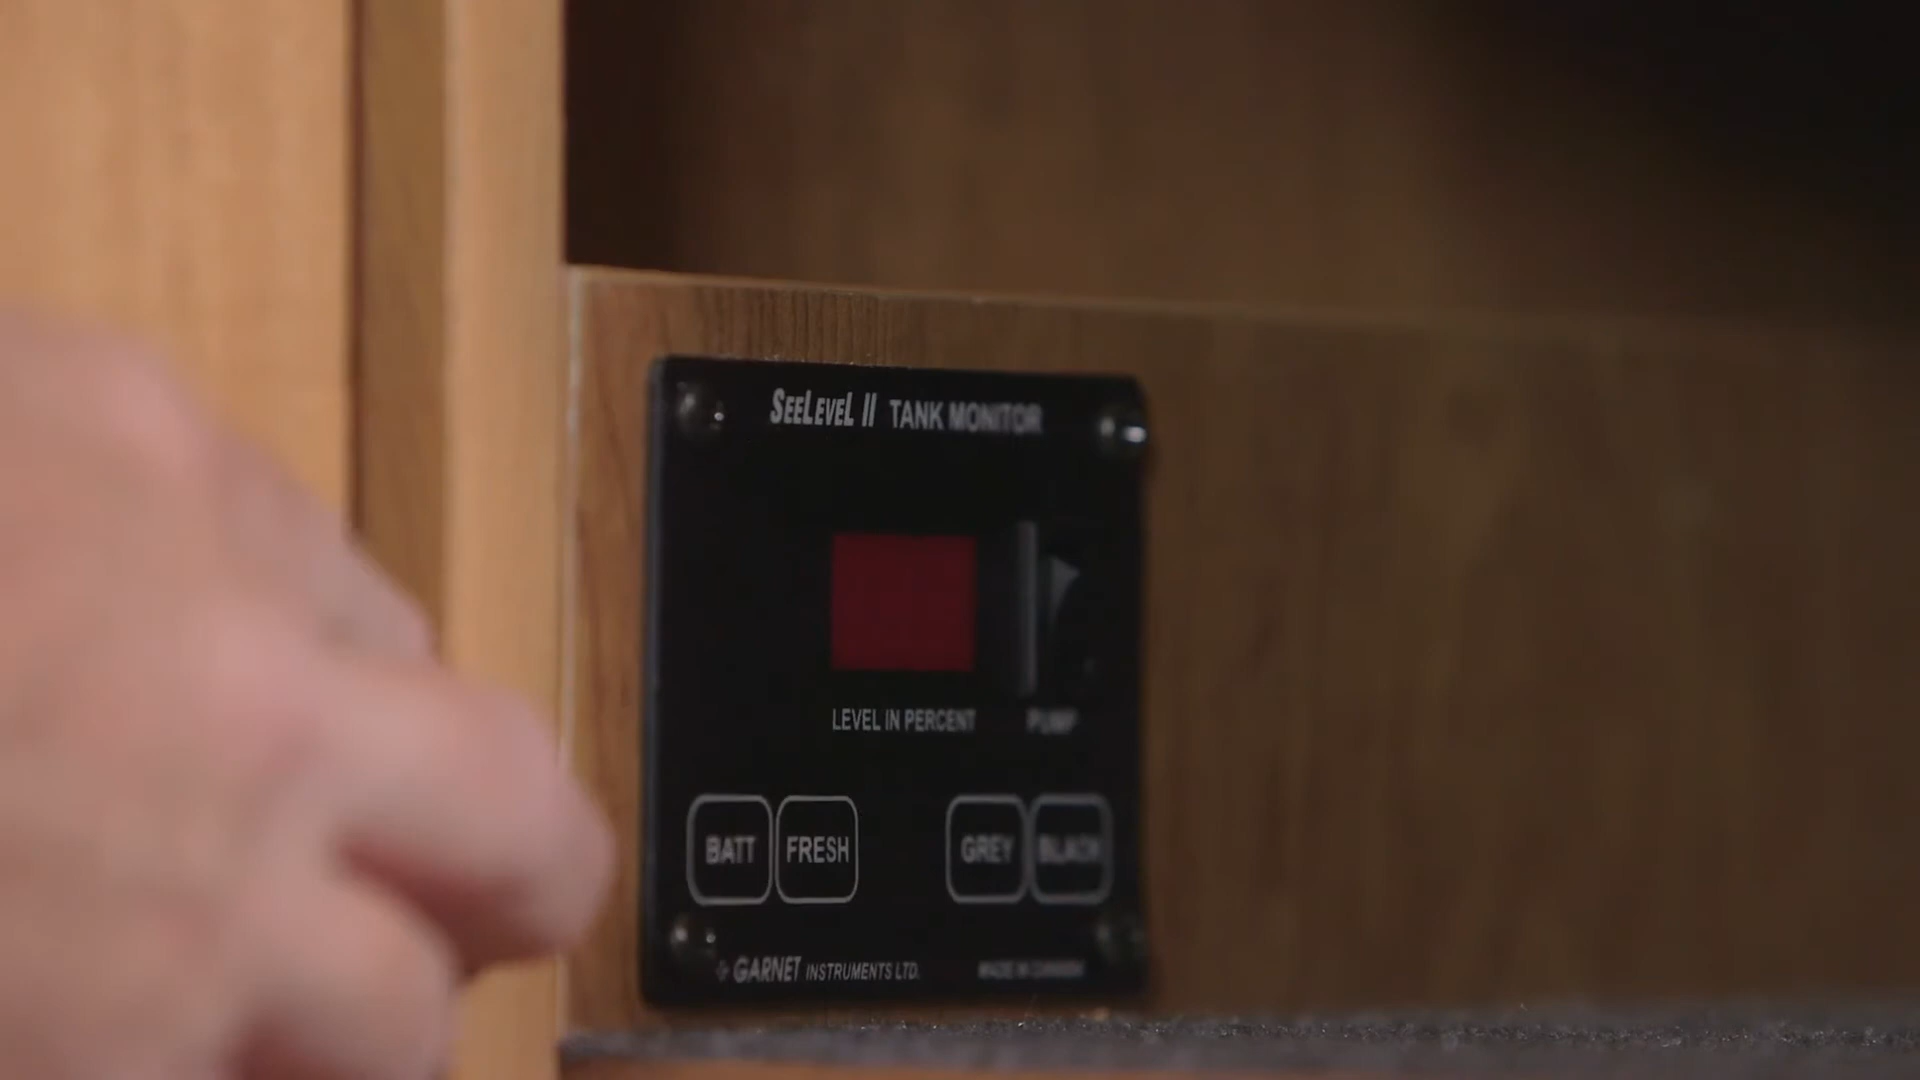 SEELEVEL II TANK MONITOR
LEVEL IN PERCENT PUMP
BATT FRESH GREY BLACK
GARNET INSTRUMENTS LTD. MADE IN CANADA